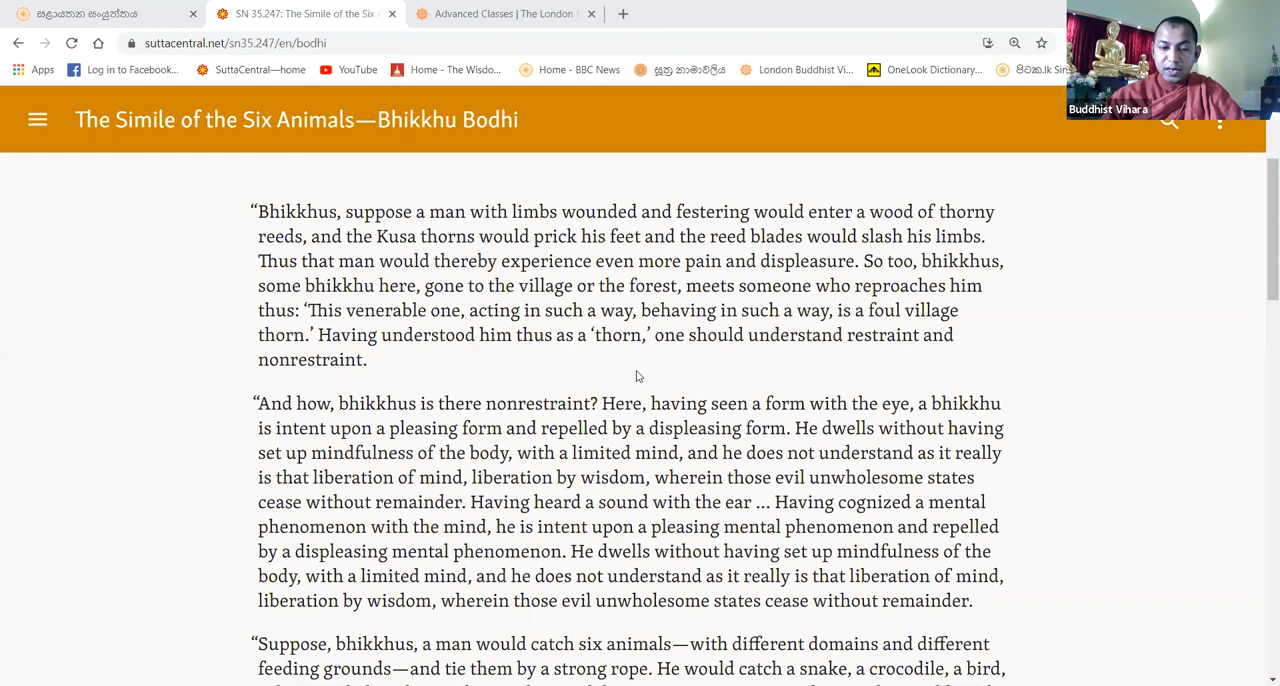 සළායතන සංයුත්තය
SN 35.247: The Simile of the Six A
Advanced Classes | The London B
suttacentral.net/sn35.247/en/bodhi
Apps
Log in to Facebook...
SuttaCentral—home
YouTube
Home - The Wisdo...
Home - BBC News
සූත්‍ර නාමාවලිය
London Buddhist Vi...
OneLook Dictionary...
පිටක.lk Sin
Buddhist Vihara
The Simile of the Six Animals—Bhikkhu Bodhi
“Bhikkhus, suppose a man with limbs wounded and festering would enter a wood of thorny
reeds, and the Kusa thorns would prick his feet and the reed blades would slash his limbs.
Thus that man would thereby experience even more pain and displeasure. So too, bhikkhus,
some bhikkhu here, gone to the village or the forest, meets someone who reproaches him
thus: ‘This venerable one, acting in such a way, behaving in such a way, is a foul village
thorn.’ Having understood him thus as a ‘thorn,’ one should understand restraint and
nonrestraint.
“And how, bhikkhus is there nonrestraint? Here, having seen a form with the eye, a bhikkhu
is intent upon a pleasing form and repelled by a displeasing form. He dwells without having
set up mindfulness of the body, with a limited mind, and he does not understand as it really
is that liberation of mind, liberation by wisdom, wherein those evil unwholesome states
cease without remainder. Having heard a sound with the ear … Having cognized a mental
phenomenon with the mind, he is intent upon a pleasing mental phenomenon and repelled
by a displeasing mental phenomenon. He dwells without having set up mindfulness of the
body, with a limited mind, and he does not understand as it really is that liberation of mind,
liberation by wisdom, wherein those evil unwholesome states cease without remainder.
“Suppose, bhikkhus, a man would catch six animals—with different domains and different
feeding grounds—and tie them by a strong rope. He would catch a snake, a crocodile, a bird,